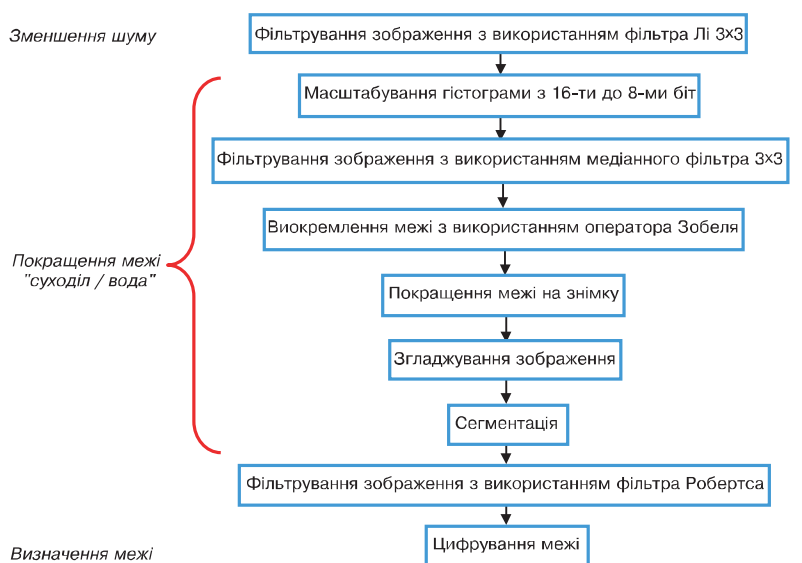 Зменшення шуму
Фільтрування зображення з використанням фільтра Лі 3×3
Масштабування гістограми з 16-ти до 8-ми біт
Фільтрування зображення з використанням медіанного фільтра 3×3
Виокремлення межі з використанням оператора Зобеля
Покращення межі
"суходіл / вода"
Покращення межі на знімку
Згладжування зображення
Сегментація
Фільтрування зображення з використанням фільтра Робертса
Цифрування межі
Визначення межі